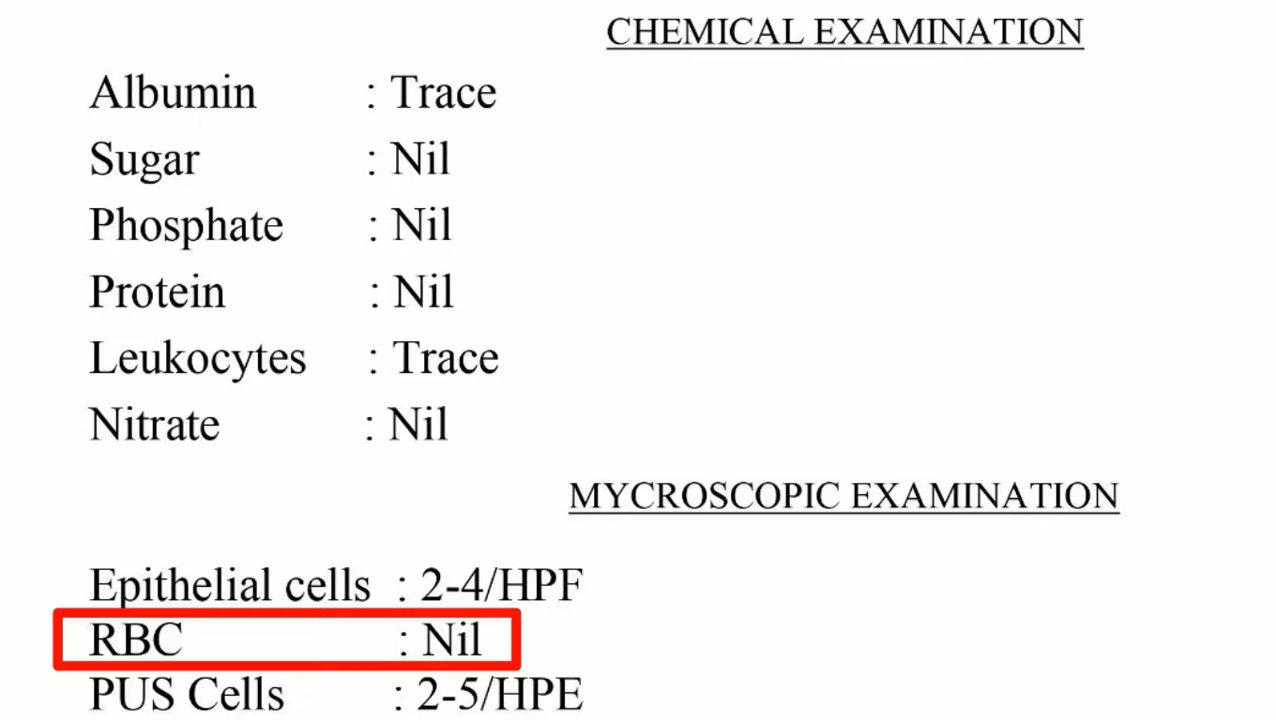 CHEMICAL EXAMINATION
Albumin : Trace
Sugar : Nil
Phosphate : Nil
Protein : Nil
Leukocytes : Trace
Nitrate : Nil
MYCROSCOPIC EXAMINATION
Epithelial cells : 2-4/HPF
RBC : Nil
PUS Cells : 2-5/HPE